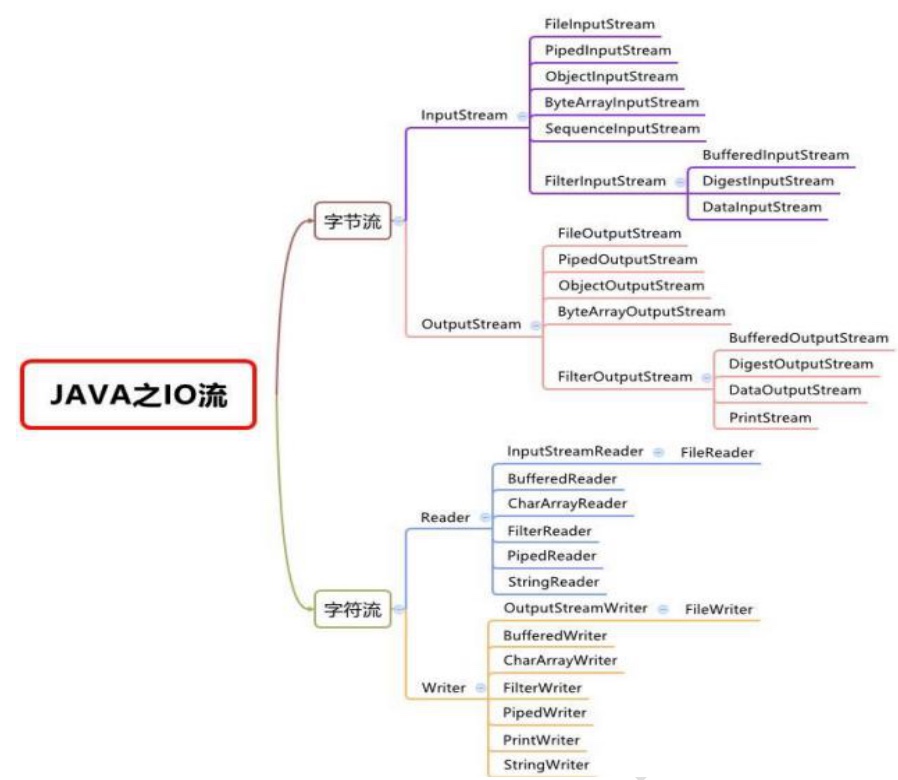 JAVA之IO流
字节流
InputStream
FileInputStream
PipedInputStream
ObjectInputStream
ByteArrayInputStream
SequenceInputStream
FilterInputStream
BufferedInputStream
DigestInputStream
DataInputStream
OutputStream
FileOutputStream
PipedOutputStream
ObjectOutputStream
ByteArrayOutputStream
FilterOutputStream
BufferedOutputStream
DigestOutputStream
DataOutputStream
PrintStream
字符流
Reader
InputStreamReader
FileReader
BufferedReader
CharArrayReader
FilterReader
PipedReader
StringReader
Writer
OutputStreamWriter
FileWriter
BufferedWriter
CharArrayWriter
FilterWriter
PipedWriter
PrintWriter
StringWriter